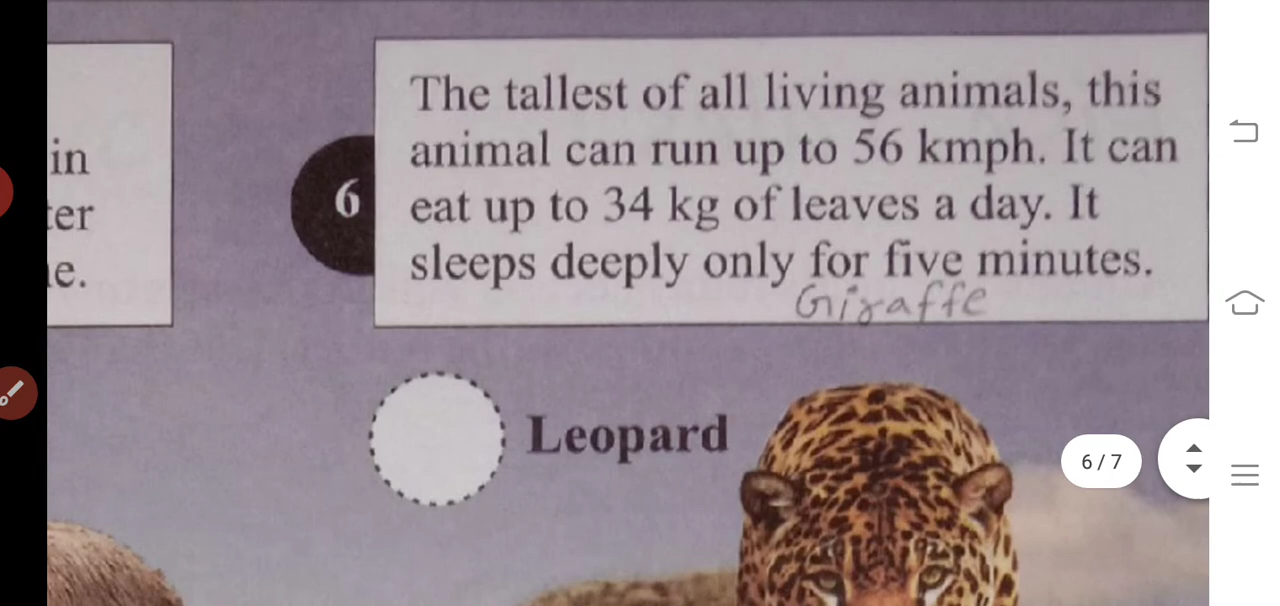 in
ter
e.
6
The tallest of all living animals, this
animal can run up to 56 kmph. It can
eat up to 34 kg of leaves a day. It
sleeps deeply only for five minutes.
Giraffe
Leopard
6 / 7